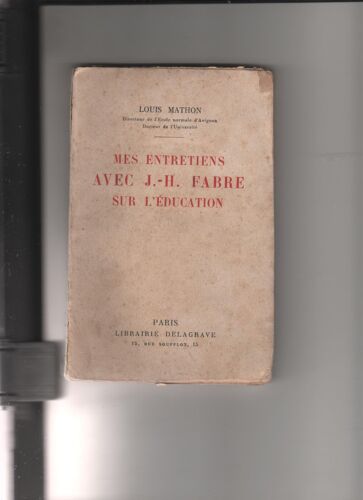 LOUIS MATHON
Directeur de l'École normale d'Avignon
Docteur de l'Université
MES ENTRETIENS
AVEC J.-H. FABRE
SUR L'ÉDUCATION
PARIS
LIBRAIRIE DELAGRAVE
15, RUE SOUFFLOT, 15